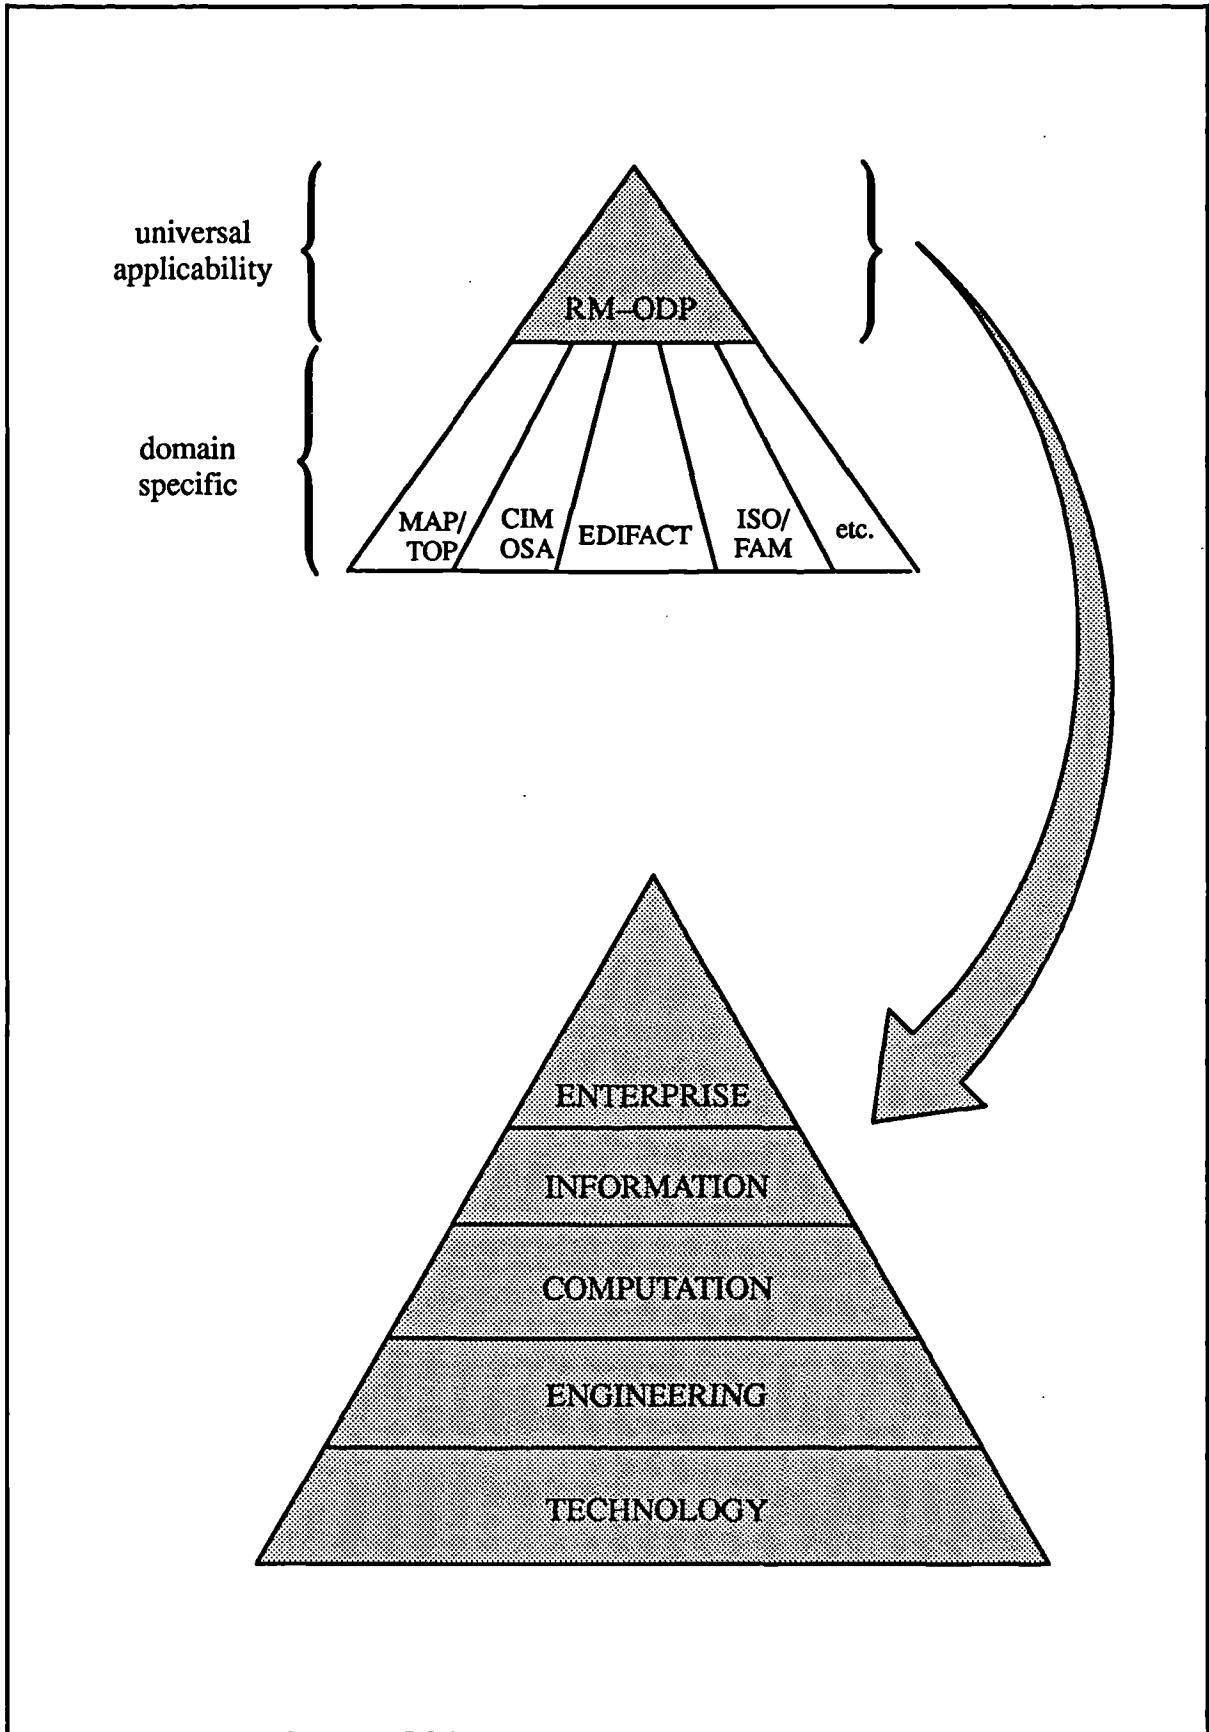 universal
applicability
RM–ODP
domain
specific
MAP/
TOP
CIM
OSA
EDIFACT
ISO/
FAM
etc.
ENTERPRISE
INFORMATION
COMPUTATION
ENGINEERING
TECHNOLOGY